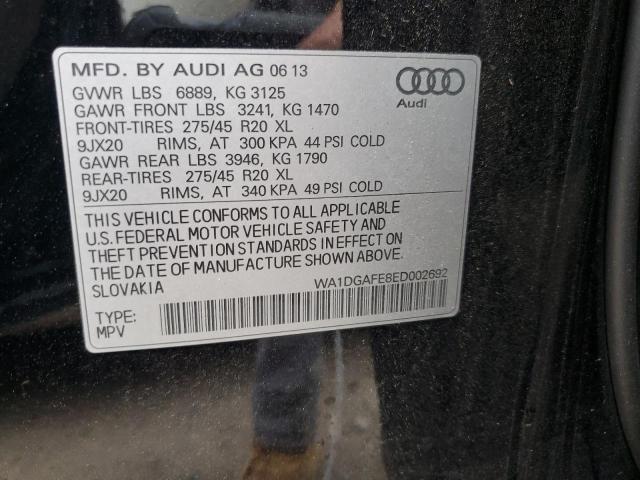 MFD. BY AUDI AG 06 13
GVWR LBS 6889, KG 3125
GAWR FRONT LBS 3241, KG 1470
FRONT-TIRES 275/45 R20 XL
9JX20 RIMS, AT 300 KPA 44 PSI COLD
GAWR REAR LBS 3946, KG 1790
REAR-TIRES 275/45 R20 XL
9JX20 RIMS, AT 340 KPA 49 PSI COLD
Audi
THIS VEHICLE CONFORMS TO ALL APPLICABLE
U.S. FEDERAL MOTOR VEHICLE SAFETY AND
THEFT PREVENTION STANDARDS IN EFFECT ON
THE DATE OF MANUFACTURE SHOWN ABOVE.
SLOVAKIA
WA1DGAFE8ED002692
TYPE:
MPV